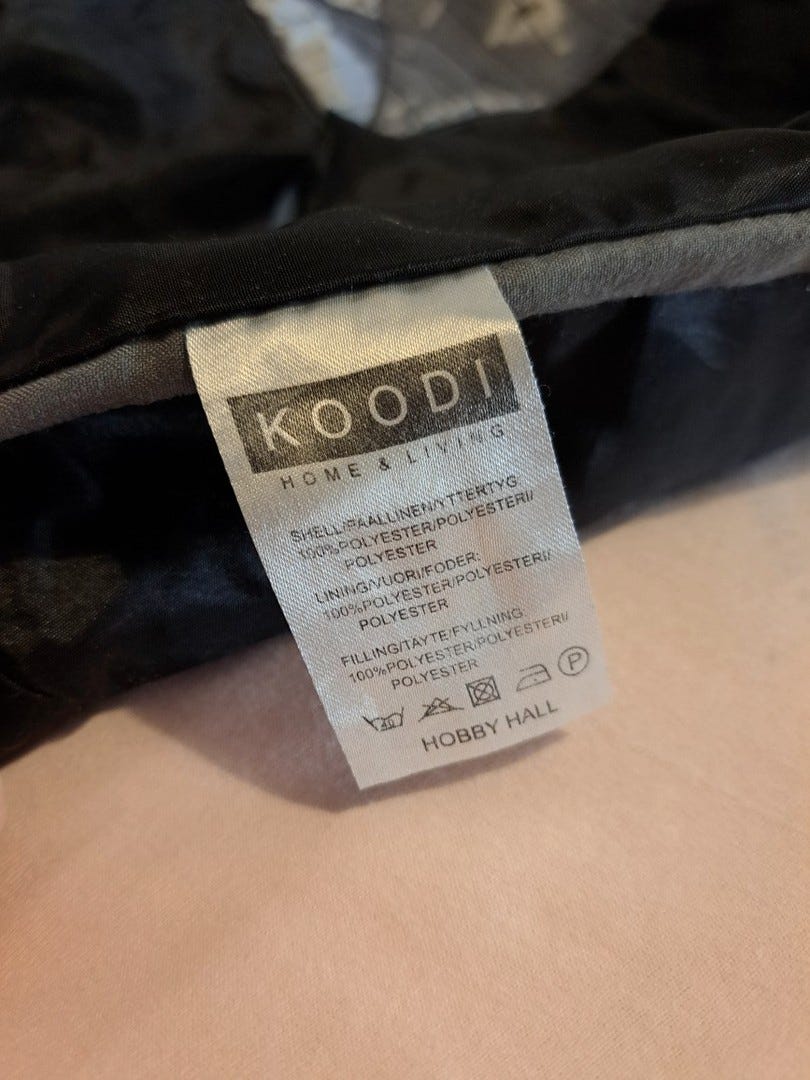 KOODI
HOME & LIVING
SHELL/PÄÄLLINEN/YTTERTYG:
100%POLYESTER/POLYESTERI/
POLYESTER
LINING/VUORI/FODER:
100%POLYESTER/POLYESTERI/
POLYESTER
FILLING/TAYTE/FYLLNING:
100%POLYESTER/POLYESTERI/
POLYESTER
P
HOBBY HALL